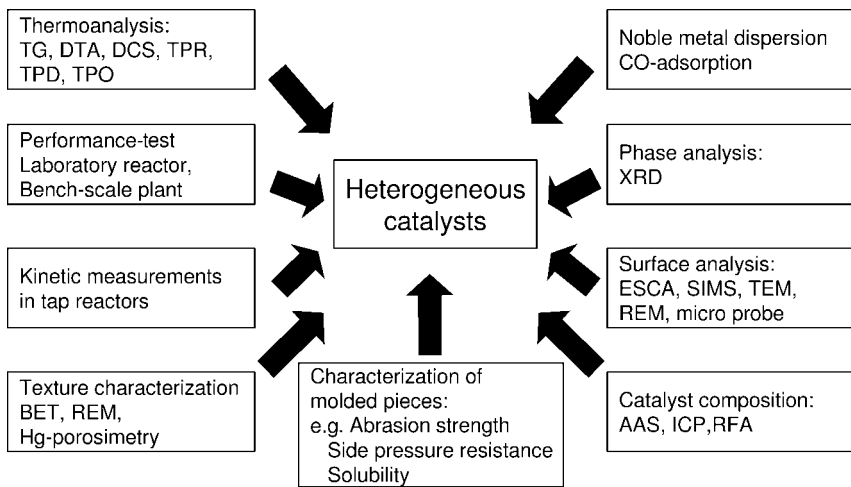 Thermoanalysis:
TG, DTA, DCS, TPR,
TPD, TPO
Performance-test
Laboratory reactor,
Bench-scale plant
Kinetic measurements
in tap reactors
Texture characterization
BET, REM,
Hg-porosimetry
Heterogeneous
catalysts
Characterization of
molded pieces:
e.g. Abrasion strength
Side pressure resistance
Solubility
Noble metal dispersion
CO-adsorption
Phase analysis:
XRD
Surface analysis:
ESCA, SIMS, TEM,
REM, micro probe
Catalyst composition:
AAS, ICP,RFA